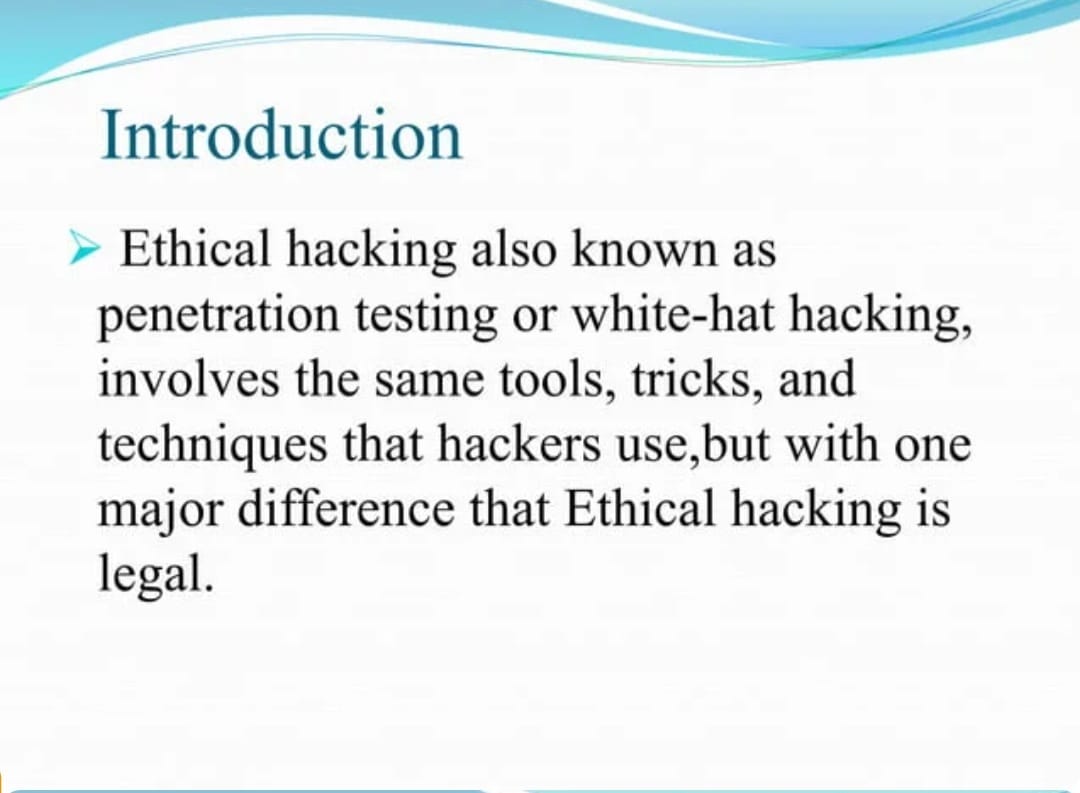 Introduction
➢ Ethical hacking also known as
penetration testing or white-hat hacking,
involves the same tools, tricks, and
techniques that hackers use,but with one
major difference that Ethical hacking is
legal.